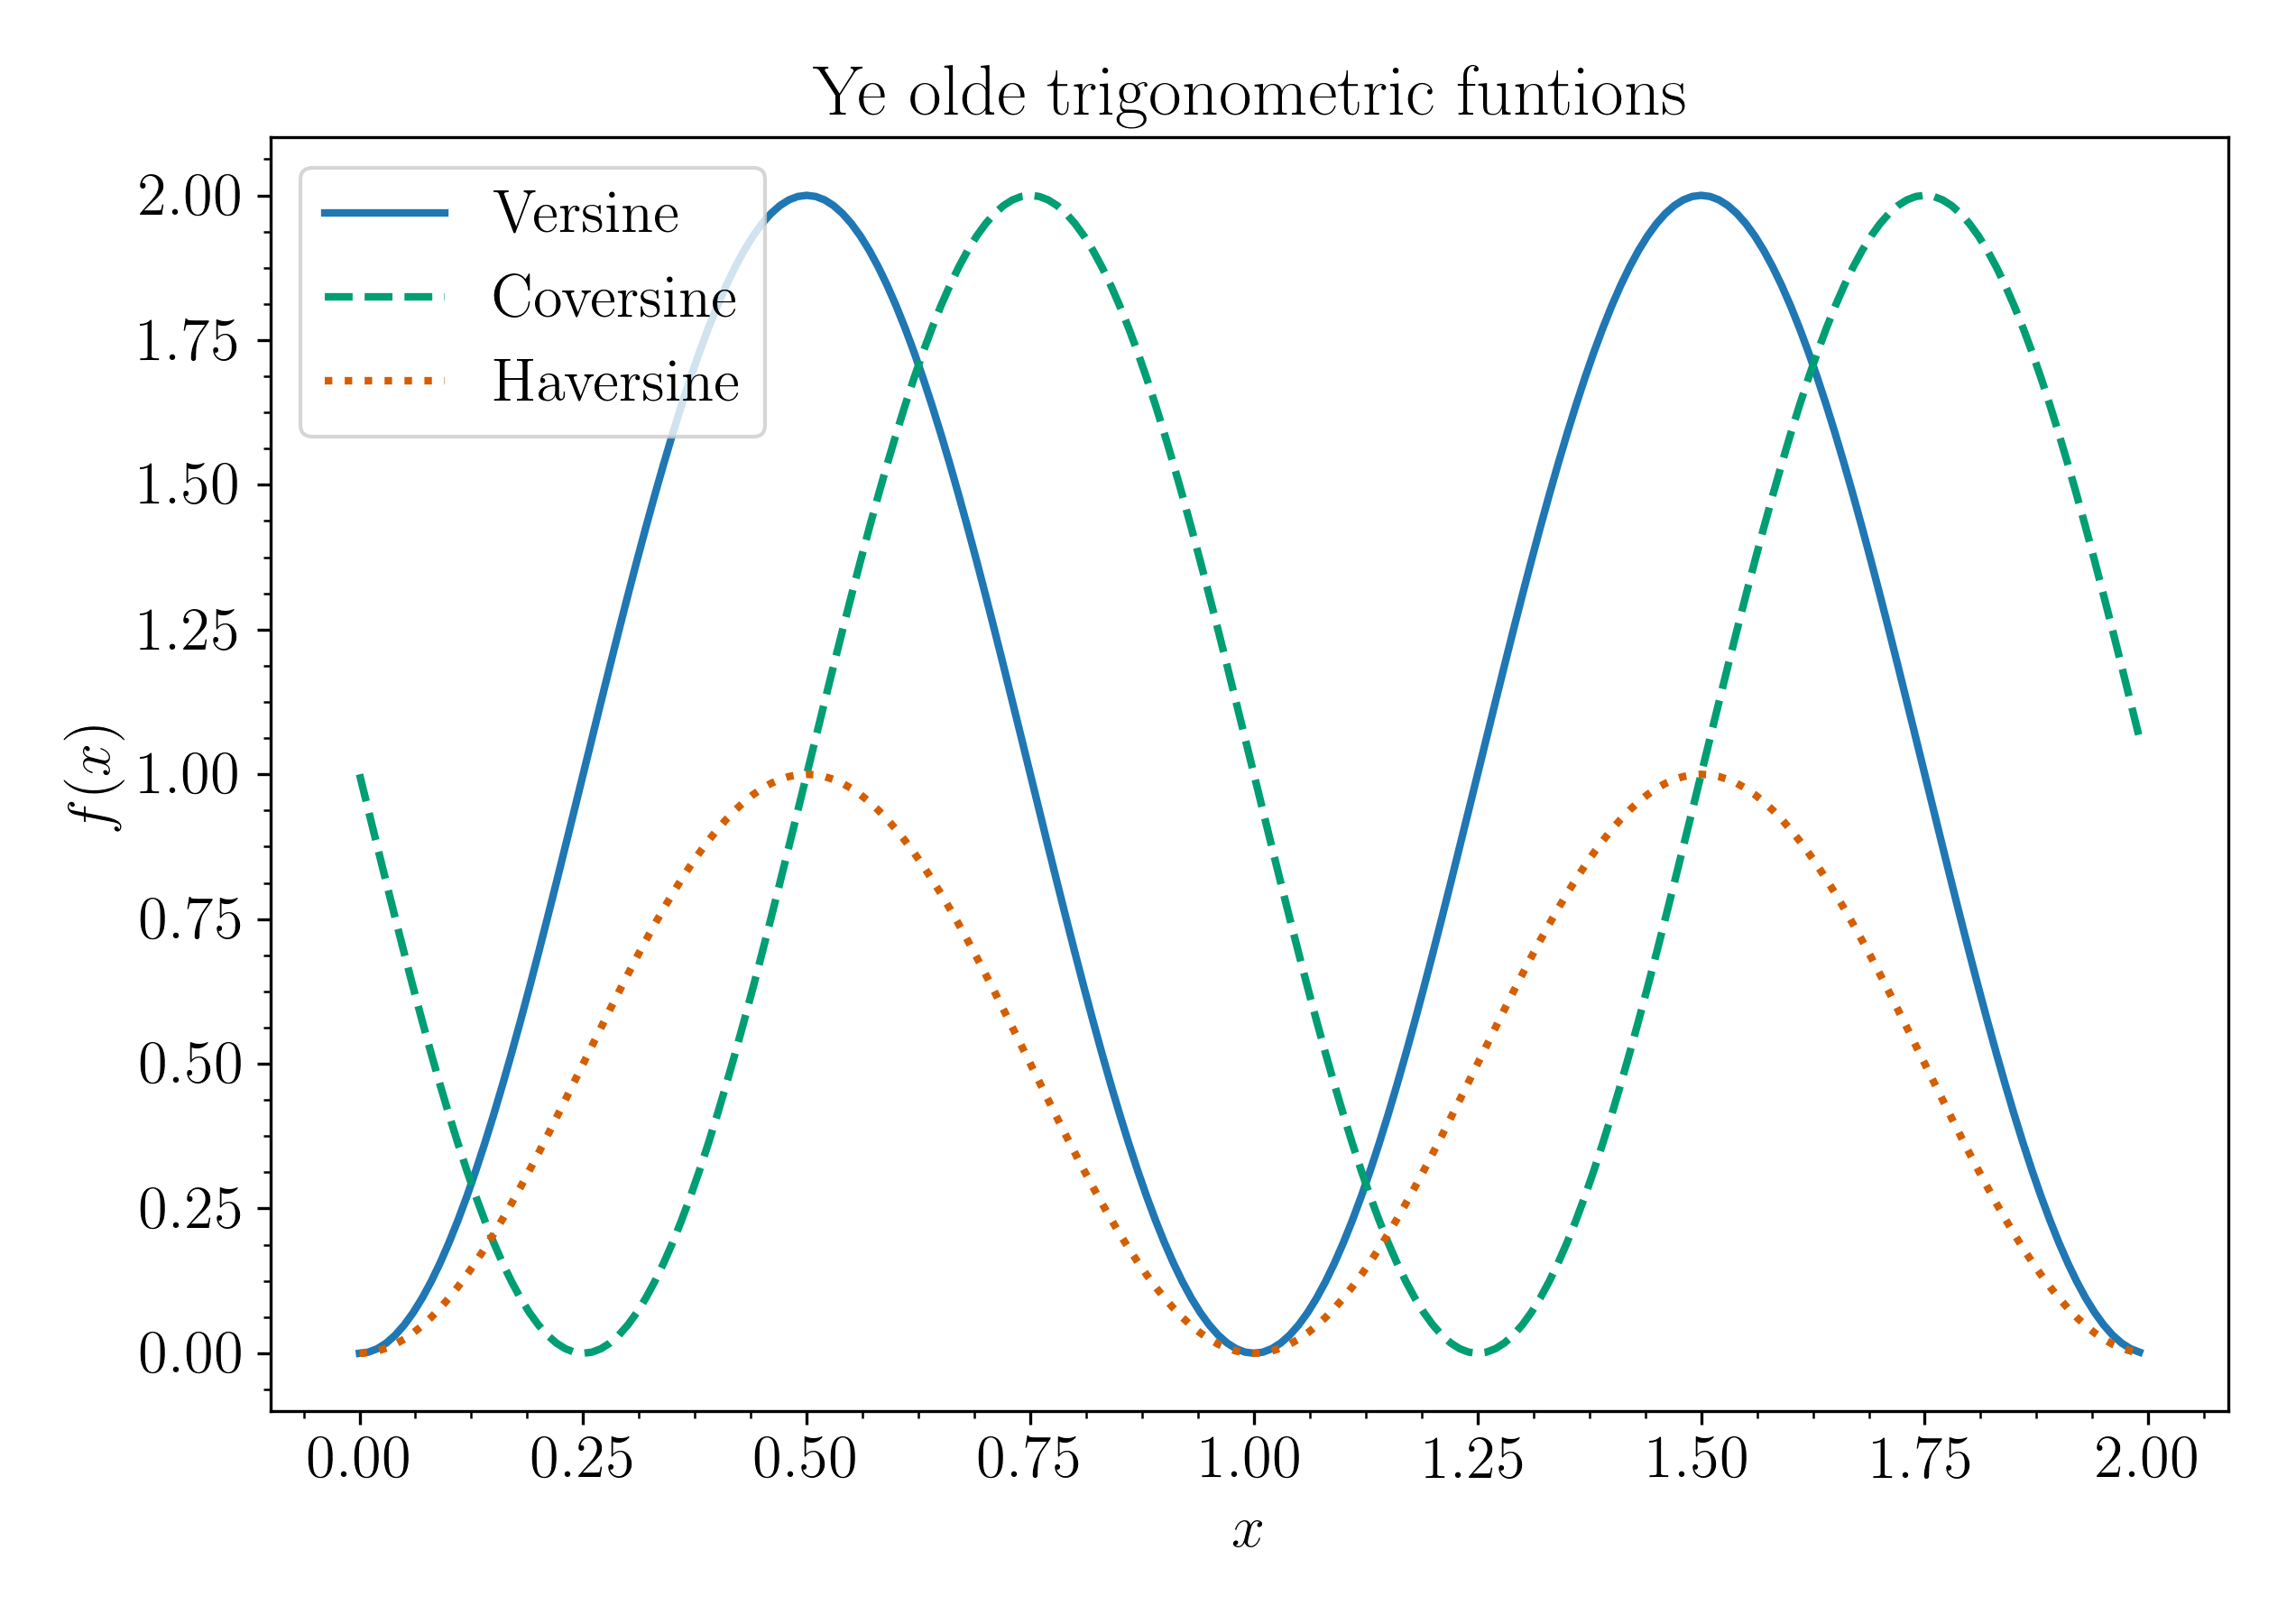 Ye olde trigonometric funtions
Versine
Coversine
Haversine
2.00
1.75
1.50
1.25
1.00
0.75
0.50
0.25
0.00
f(x)
0.00 0.25 0.50 0.75 1.00 1.25 1.50 1.75 2.00
x